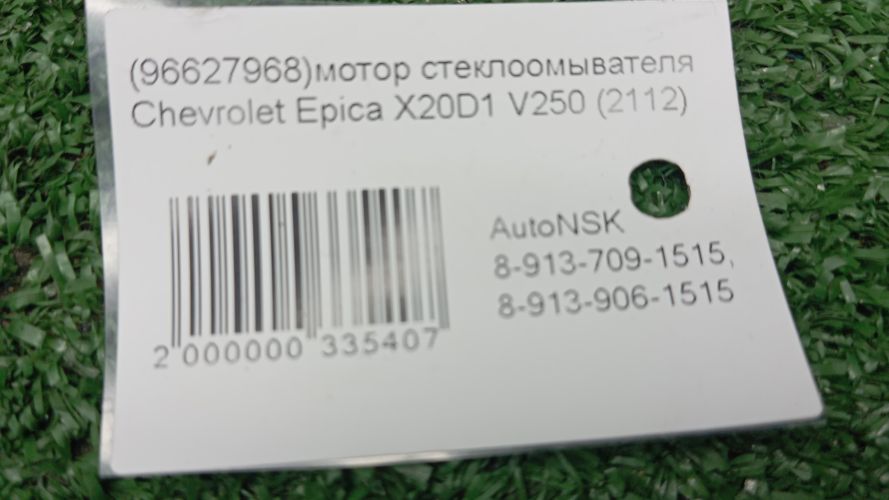 (96627968)мотор стеклоомывателя
Chevrolet Epica X20D1 V250 (2112)
AutoNSK
8-913-709-1515,
8-913-906-1515
2 000000 335407